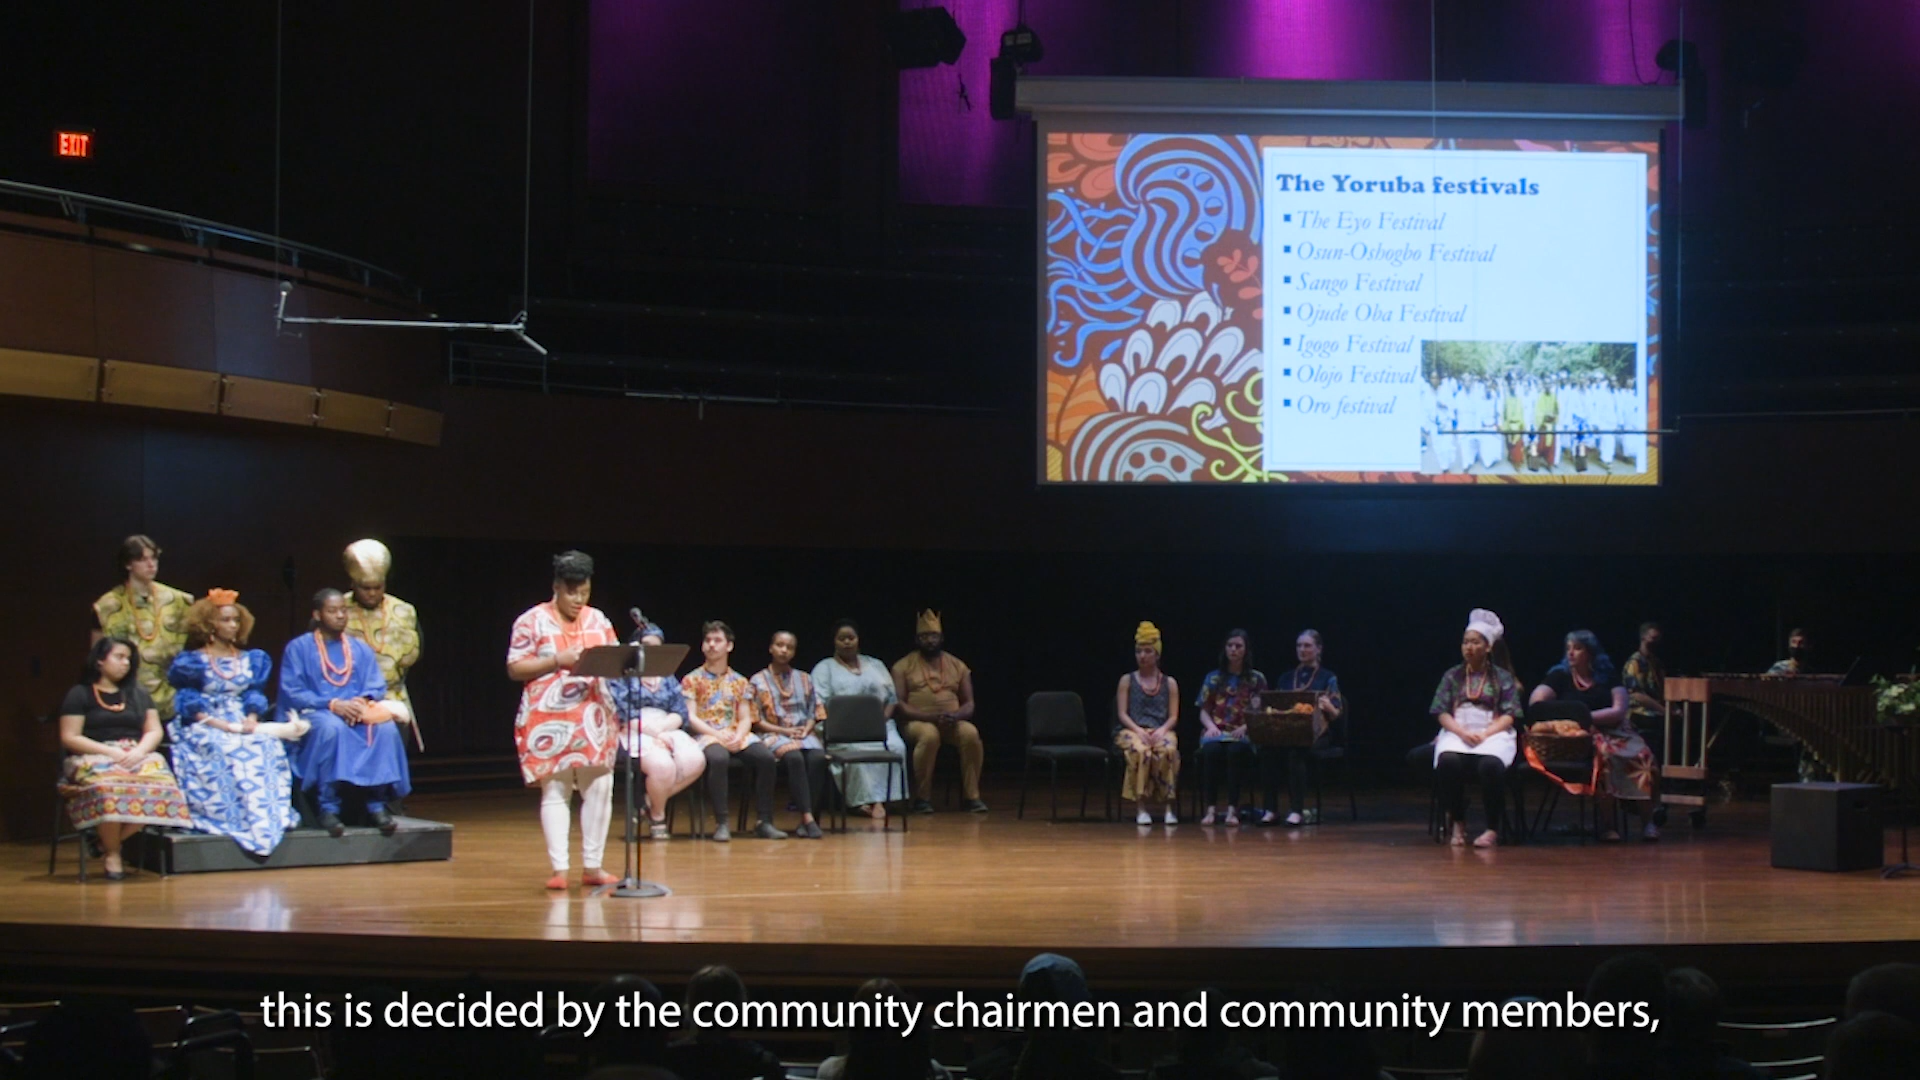 EXIT
The Yoruba festivals
The Eyo Festival
Osun-Oshogbo Festival
Sango Festival
Ojude Oba Festival
Igogo Festival
Olojo Festival
Oro festival
this is decided by the community chairmen and community members,